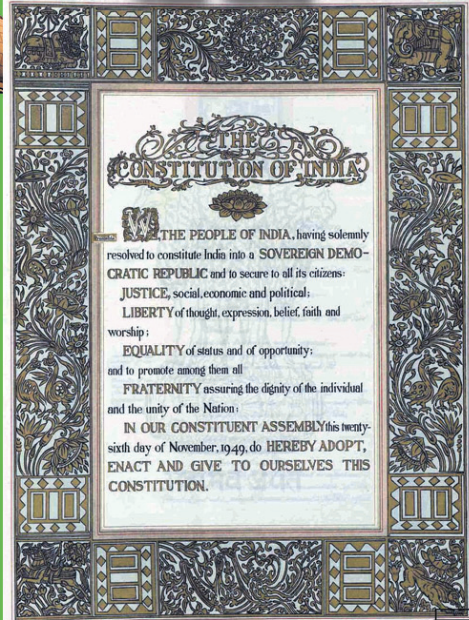 THE
CONSTITUTION OF INDIA
WE, THE PEOPLE OF INDIA, having solemnly
resolved to constitute India into a SOVEREIGN DEMO-
CRATIC REPUBLIC and to secure to all its citizens:
JUSTICE, social, economic and political;
LIBERTY of thought, expression, belief, faith and
worship;
EQUALITY of status and of opportunity;
and to promote among them all
FRATERNITY assuring the dignity of the individual
and the unity of the Nation;
IN OUR CONSTITUENT ASSEMBLY this twenty-
sixth day of November, 1949, do HEREBY ADOPT,
ENACT AND GIVE TO OURSELVES THIS
CONSTITUTION.